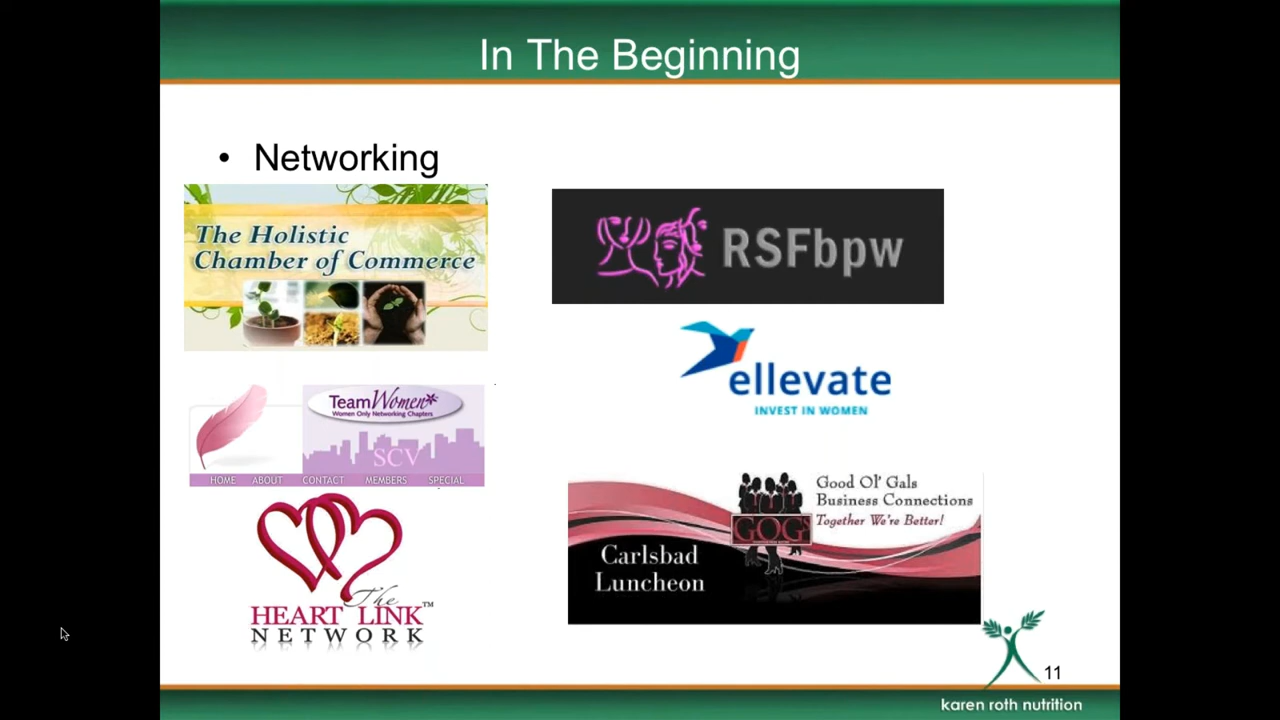 In The Beginning
• Networking
The Holistic
Chamber of Commerce
RSFbpw
ellevate
INVEST IN WOMEN
TeamWomen
Women Only Networking Chapters
SCV
HOME ABOUT CONTACT MEMBERS SPECIAL
Good Ol' Gals
Business Connections
Together We're Better!
GOGs
Carlsbad
Luncheon
The
HEART LINK™
NETWORK
11
karen roth nutrition